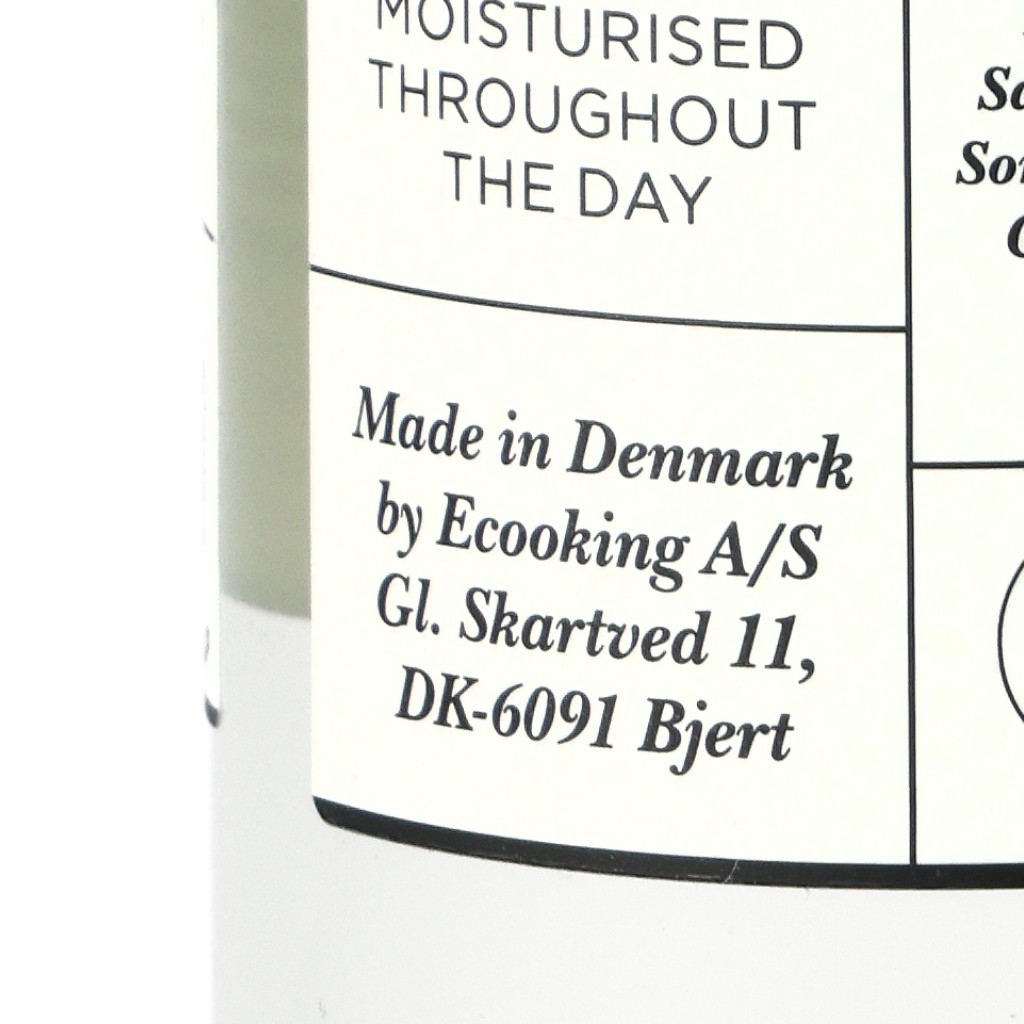 MOISTURISED
THROUGHOUT
THE DAY
Made in Denmark
by Ecooking A/S
Gl. Skartved 11,
DK-6091 Bjert